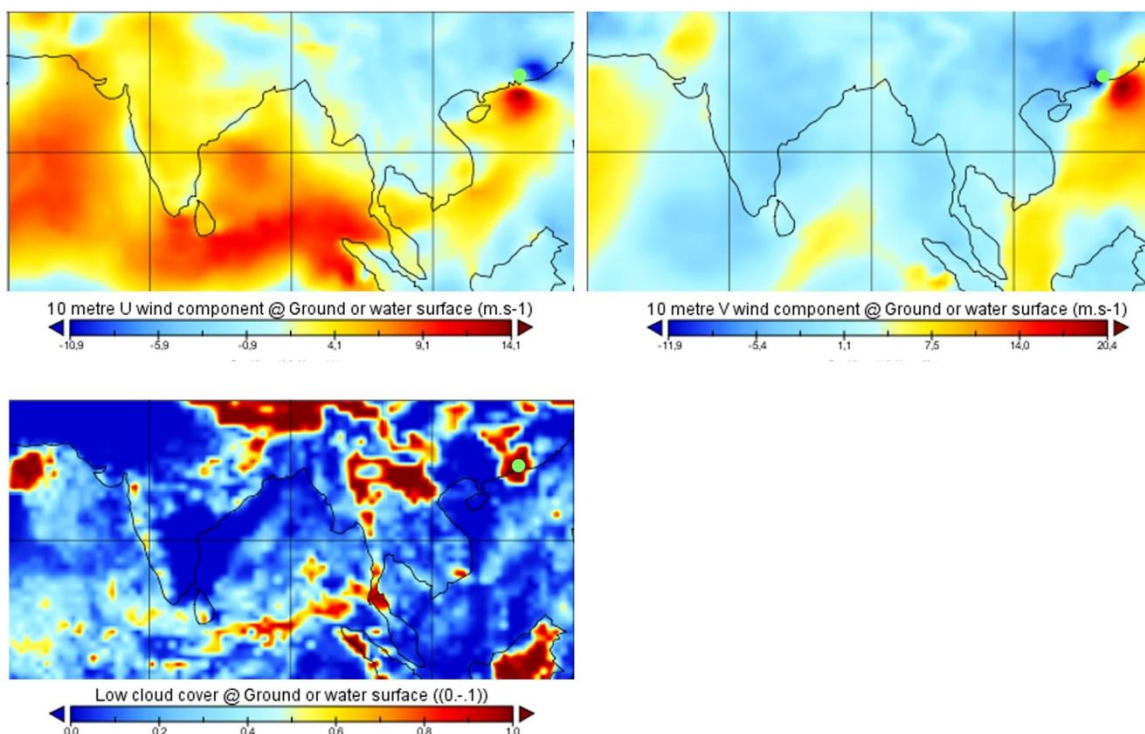 10 metre U wind component @ Ground or water surface (m.s-1)
-10,9 -5,9 -0,9 4,1 9,1 14,1
10 metre V wind component @ Ground or water surface (m.s-1)
-11,9 -5,4 1,1 7,5 14,0 20,4
Low cloud cover @ Ground or water surface ((0.-.1))
0.0 0.2 0.4 0.6 0.8 1.0